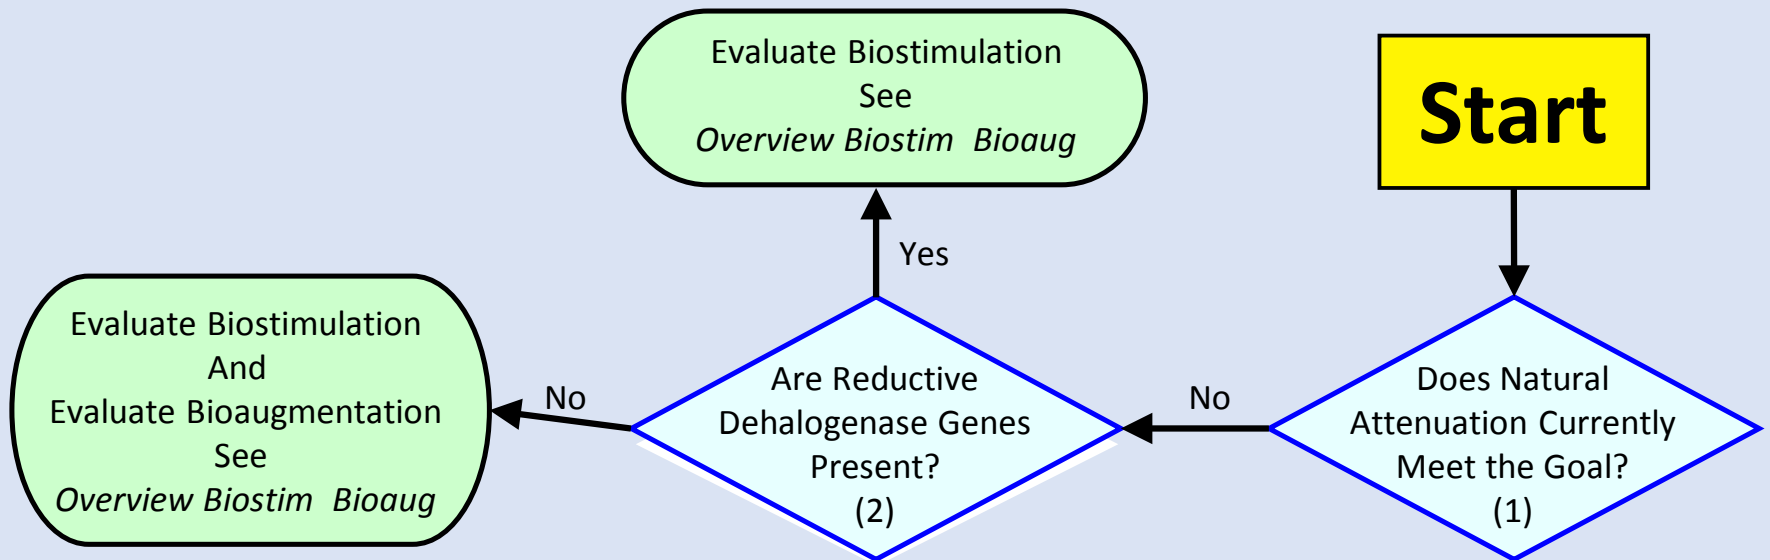 Start
Does Natural
Attenuation Currently
Meet the Goal?
(1)
No
Are Reductive
Dehalogenase Genes
Present?
(2)
Yes
Evaluate Biostimulation
See
Overview Biostim  Bioaug
No
Evaluate Biostimulation
And
Evaluate Bioaugmentation
See
Overview Biostim  Bioaug